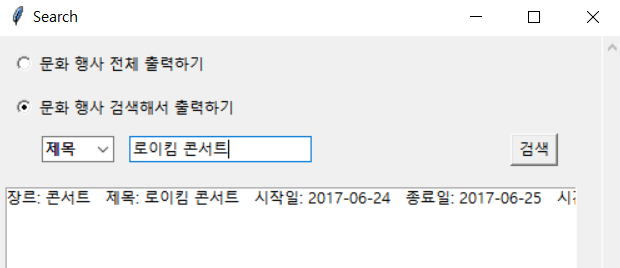 Search
문화 행사 전체 출력하기
문화 행사 검색해서 출력하기
제목 로이킴 콘서트 검색
장르: 콘서트 제목: 로이킴 콘서트 시작일: 2017-06-24 종료일: 2017-06-25